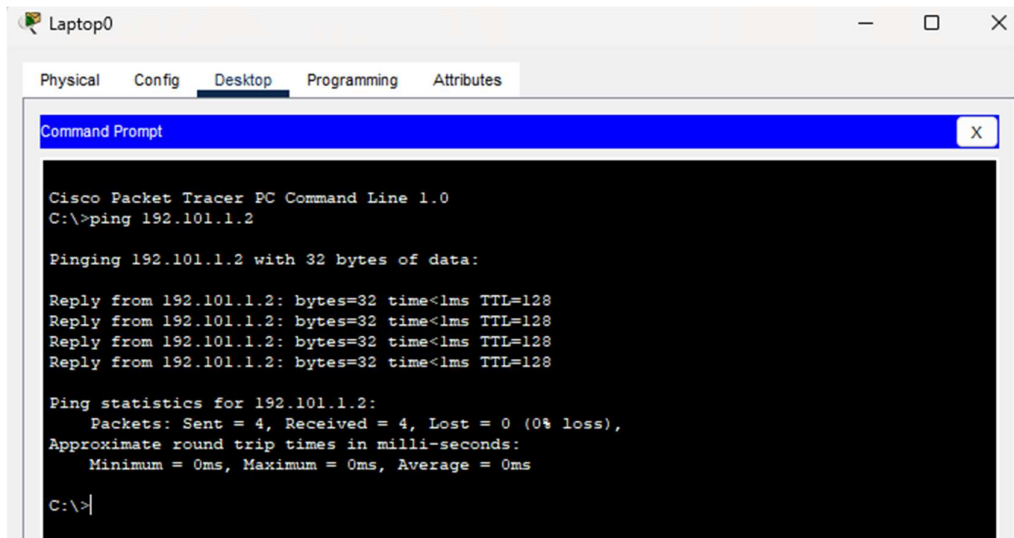 Laptop0
Physical Config Desktop Programming Attributes
Command Prompt X
Cisco Packet Tracer PC Command Line 1.0
C:\>ping 192.101.1.2
Pinging 192.101.1.2 with 32 bytes of data:
Reply from 192.101.1.2: bytes=32 time<1ms TTL=128
Reply from 192.101.1.2: bytes=32 time<1ms TTL=128
Reply from 192.101.1.2: bytes=32 time<1ms TTL=128
Reply from 192.101.1.2: bytes=32 time<1ms TTL=128
Ping statistics for 192.101.1.2:
Packets: Sent = 4, Received = 4, Lost = 0 (0% loss),
Approximate round trip times in milli-seconds:
Minimum = 0ms, Maximum = 0ms, Average = 0ms
C:\>